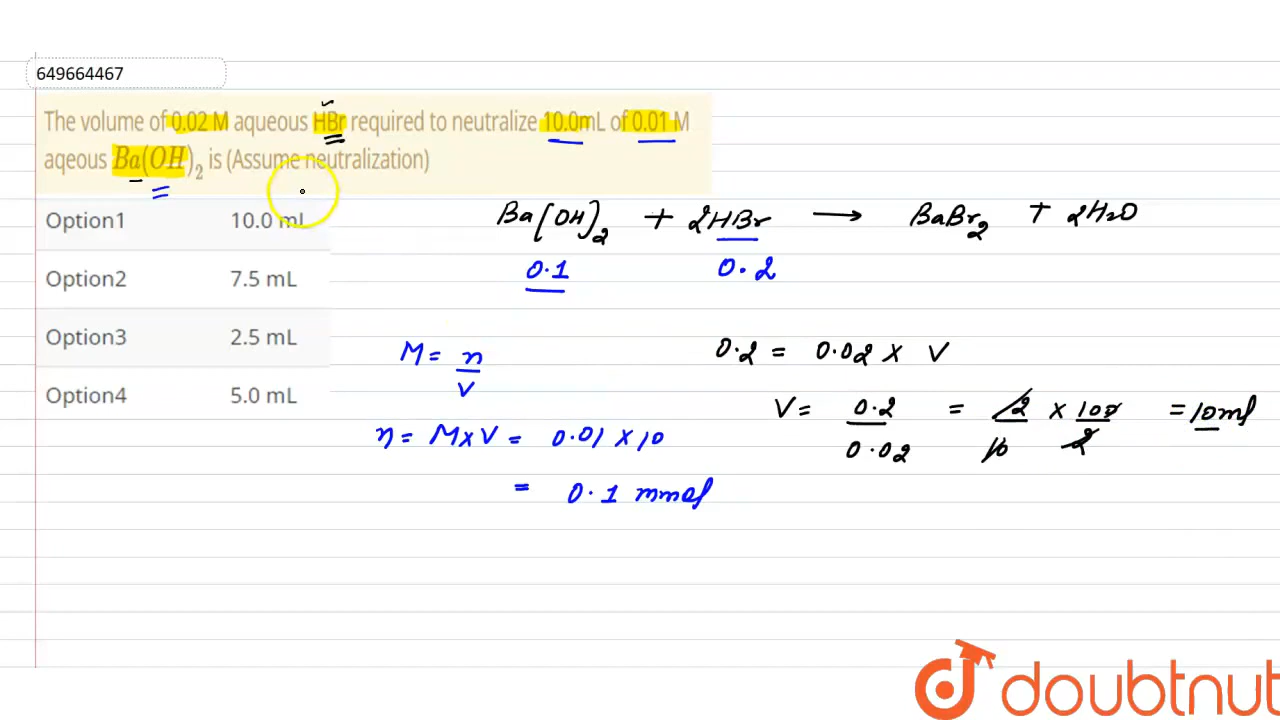 649664467
The volume of 0.02 M aqueous HBr required to neutralize 10.0mL of 0.01 M
aqeous Ba(OH)₂ is (Assume neutralization)
Option1 10.0 mL
Option2 7.5 mL
Option3 2.5 mL
Option4 5.0 mL
Ba(OH)₂ + 2HBr → BaBr₂ + 2H₂O
0.1 0.2
M = n/V
n = M×V = 0.01 × 10
= 0.1 mmol
0.2 = 0.02 × V
V = 0.2/0.02 = 2/10 × 100/2 = 10ml
doubtnut